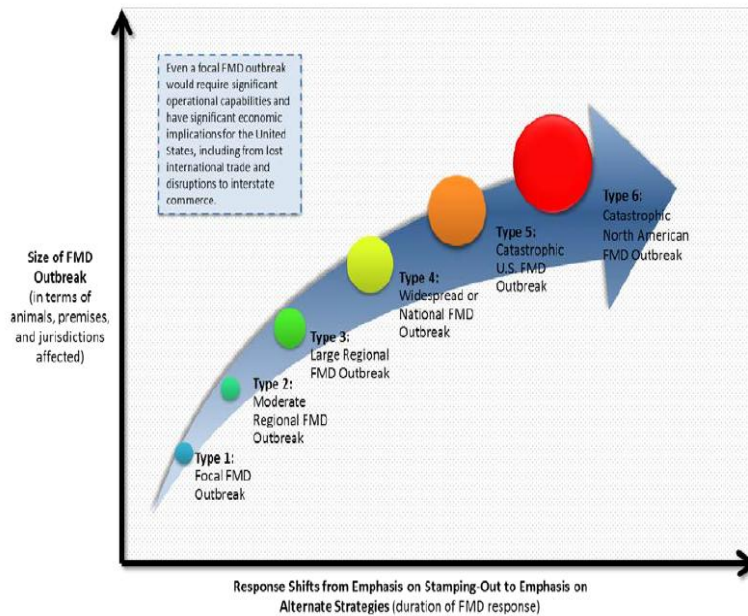 Even a focal FMD outbreak
would require significant
operational capabilities and
have significant economic
implications for the United
States, including from lost
international trade and
disruptions to interstate
commerce.
Size of FMD
Outbreak
(in terms of
animals, premises,
and jurisdictions
affected)
Type 6:
Catastrophic
North American
FMD Outbreak
Type 5:
Catastrophic
U.S. FMD
Outbreak
Type 4:
Widespread or
National FMD
Outbreak
Type 3:
Large Regional
FMD Outbreak
Type 2:
Moderate
Regional FMD
Outbreak
Type 1:
Focal FMD
Outbreak
Response Shifts from Emphasis on Stamping-Out to Emphasis on
Alternate Strategies (duration of FMD response)